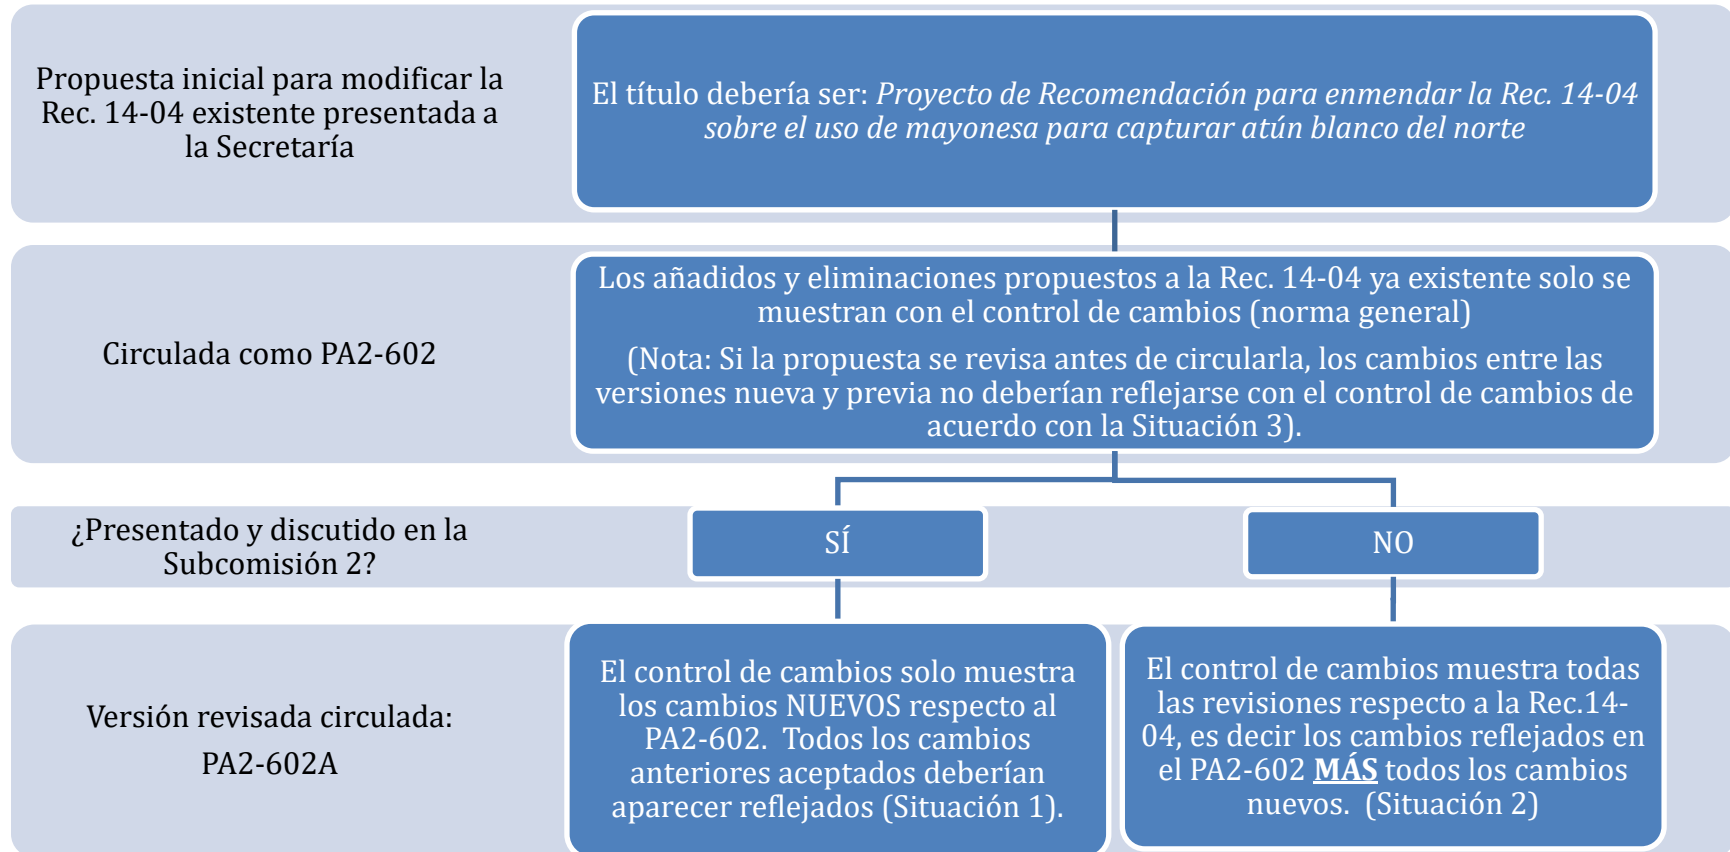 Propuesta inicial para modificar la
Rec. 14-04 existente presentada a
la Secretaría
El título debería ser: Proyecto de Recomendación para enmendar la Rec. 14-04
sobre el uso de mayonesa para capturar atún blanco del norte
Circulada como PA2-602
Los añadidos y eliminaciones propuestos a la Rec. 14-04 ya existente solo se
muestran con el control de cambios (norma general)
(Nota: Si la propuesta se revisa antes de circularla, los cambios entre las
versiones nueva y previa no deberían reflejarse con el control de cambios de
acuerdo con la Situación 3).
¿Presentado y discutido en la
Subcomisión 2?
SÍ
NO
Versión revisada circulada:
PA2-602A
El control de cambios solo muestra
los cambios NUEVOS respecto al
PA2-602.  Todos los cambios
anteriores aceptados deberían
aparecer reflejados (Situación 1).
El control de cambios muestra todas
las revisiones respecto a la Rec.14-
04, es decir los cambios reflejados en
el PA2-602 MÁS todos los cambios
nuevos.  (Situación 2)